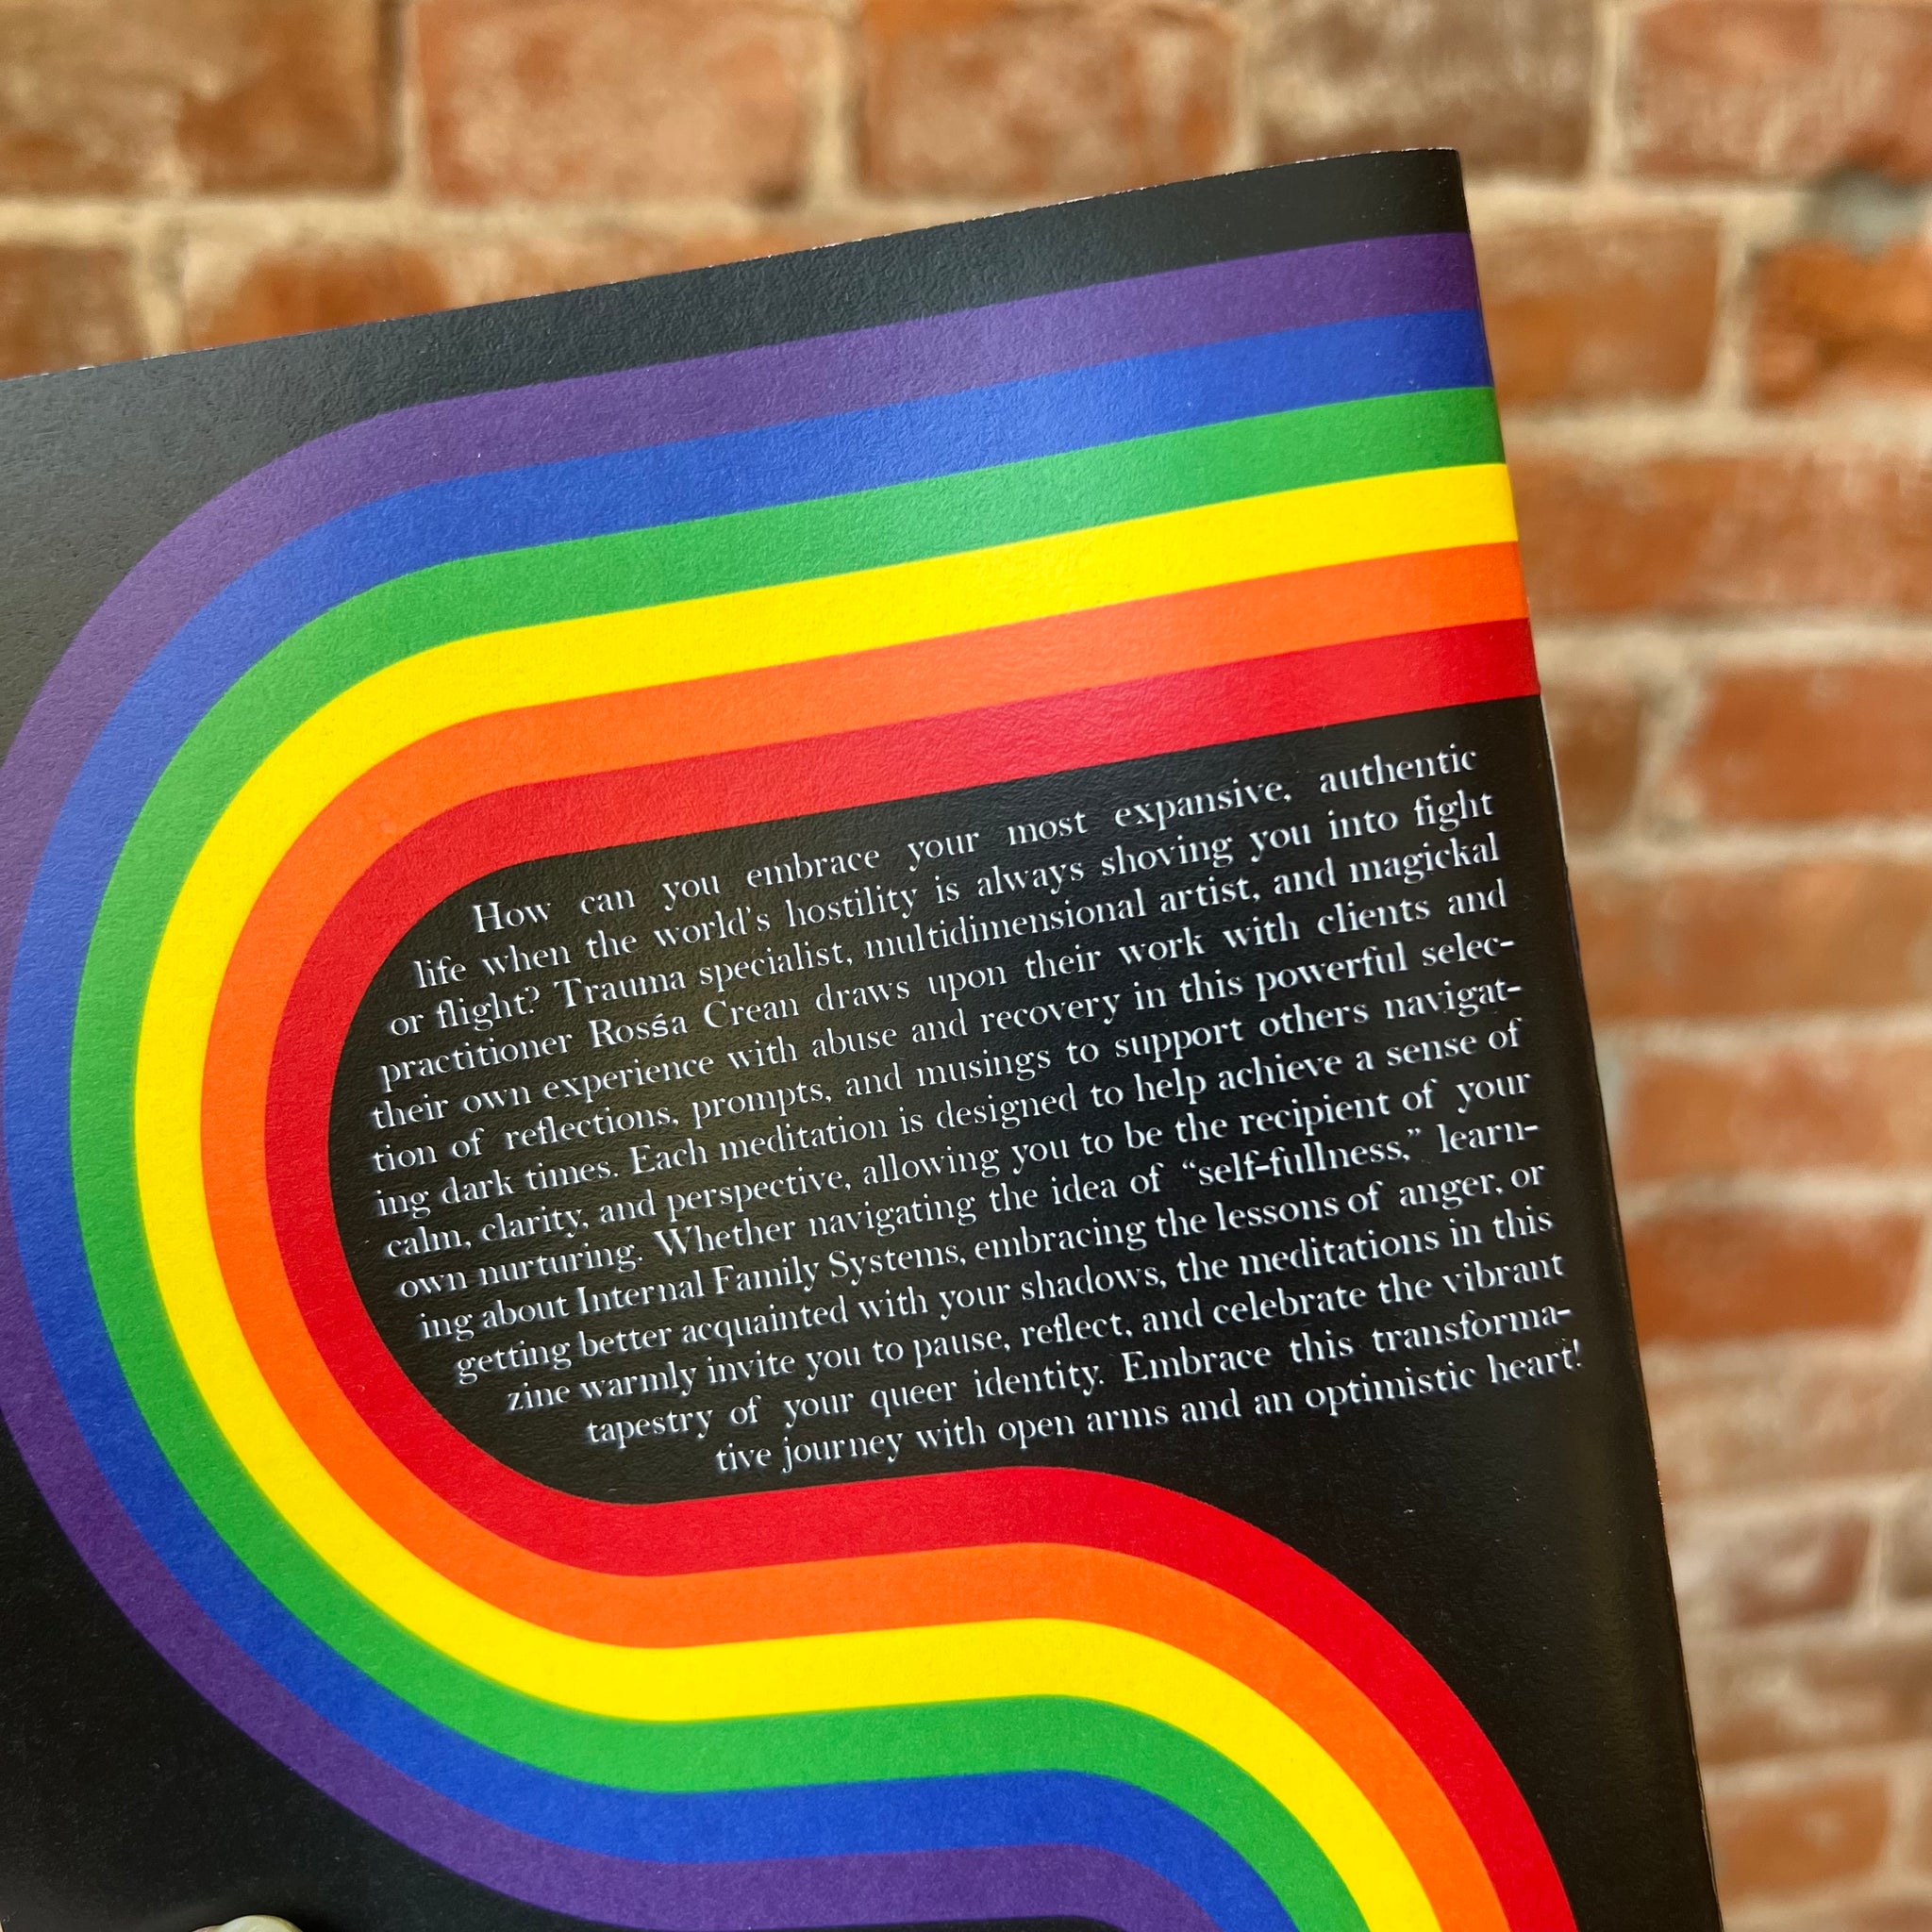 How can you embrace your most expansive, authentic
life when the world's hostility is always shoving you into fight
or flight? Trauma specialist, multidimensional artist, and magickal
practitioner Rosśa Crean draws upon their work with clients and
their own experience with abuse and recovery in this powerful selec-
tion of reflections, prompts, and musings to support others navigat-
ing dark times. Each meditation is designed to help achieve a sense of
calm, clarity, and perspective, allowing you to be the recipient of your
own nurturing. Whether navigating the idea of “self-fullness,” learn-
ing about Internal Family Systems, embracing the lessons of anger, or
getting better acquainted with your shadows, the meditations in this
zine warmly invite you to pause, reflect, and celebrate the vibrant
tapestry of your queer identity. Embrace this transforma-
tive journey with open arms and an optimistic heart!